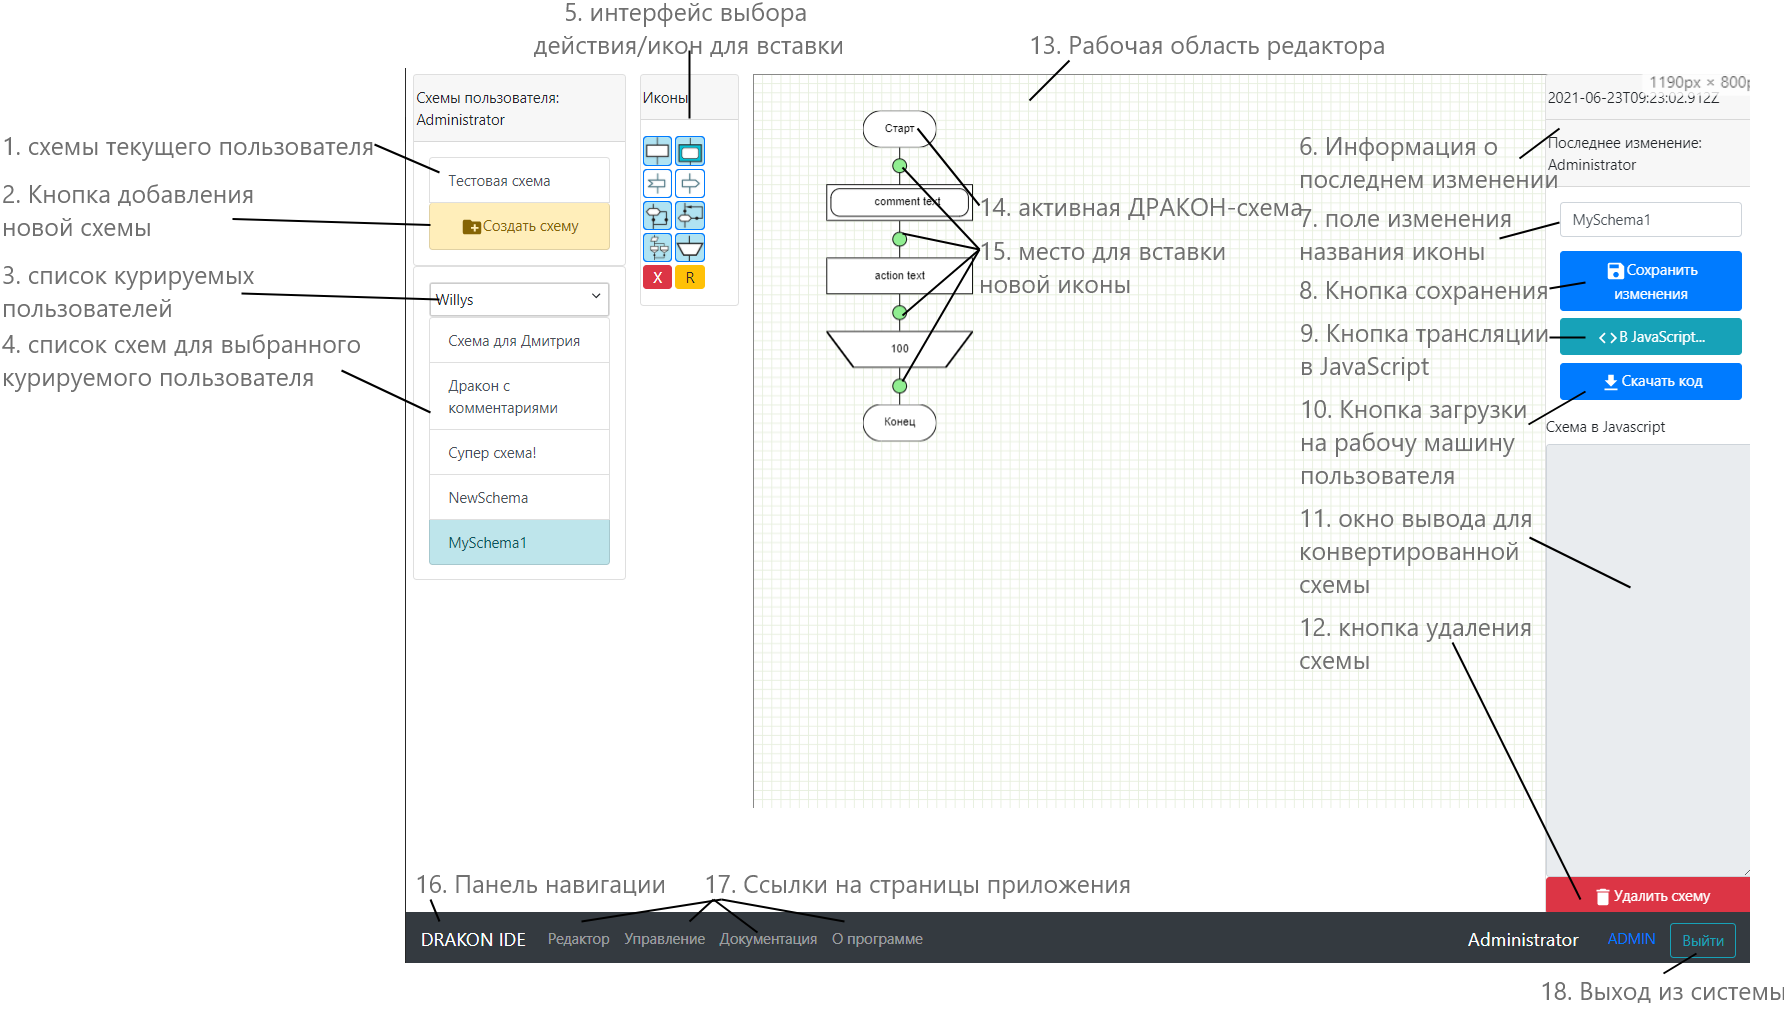 5. интерфейс выбора
действия/икон для вставки
13. Рабочая область редактора
1. схемы текущего пользователя
2. Кнопка добавления
новой схемы
3. список курируемых
пользователей
4. список схем для выбранного
курируемого пользователя
Схемы пользователя:
Administrator
Тестовая схема
Создать схему
Willys
Схема для Дмитрия
Дракон с
комментариями
Супер схема!
NewSchema
MySchema1
Иконы
X
R
Старт
comment text
action text
100
Конец
14. активная ДРАКОН-схема
15. место для вставки
новой иконы
6. Информация о
последнем изменении
7. поле изменения
названия иконы
8. Кнопка сохранения
9. Кнопка трансляции
в JavaScript
10. Кнопка загрузки
на рабочу машину
пользователя
11. окно вывода для
конвертированной
схемы
12. кнопка удаления
схемы
1190px × 800p
2021-06-23T09:23:02.912Z
Последнее изменение:
Administrator
MySchema1
Сохранить
изменения
В JavaScript...
Скачать код
Схема в Javascript
Удалить схему
16. Панель навигации
17. Ссылки на страницы приложения
DRAKON IDE
Редактор
Управление
Документация
О программе
Administrator
ADMIN
Выйти
18. Выход из системы